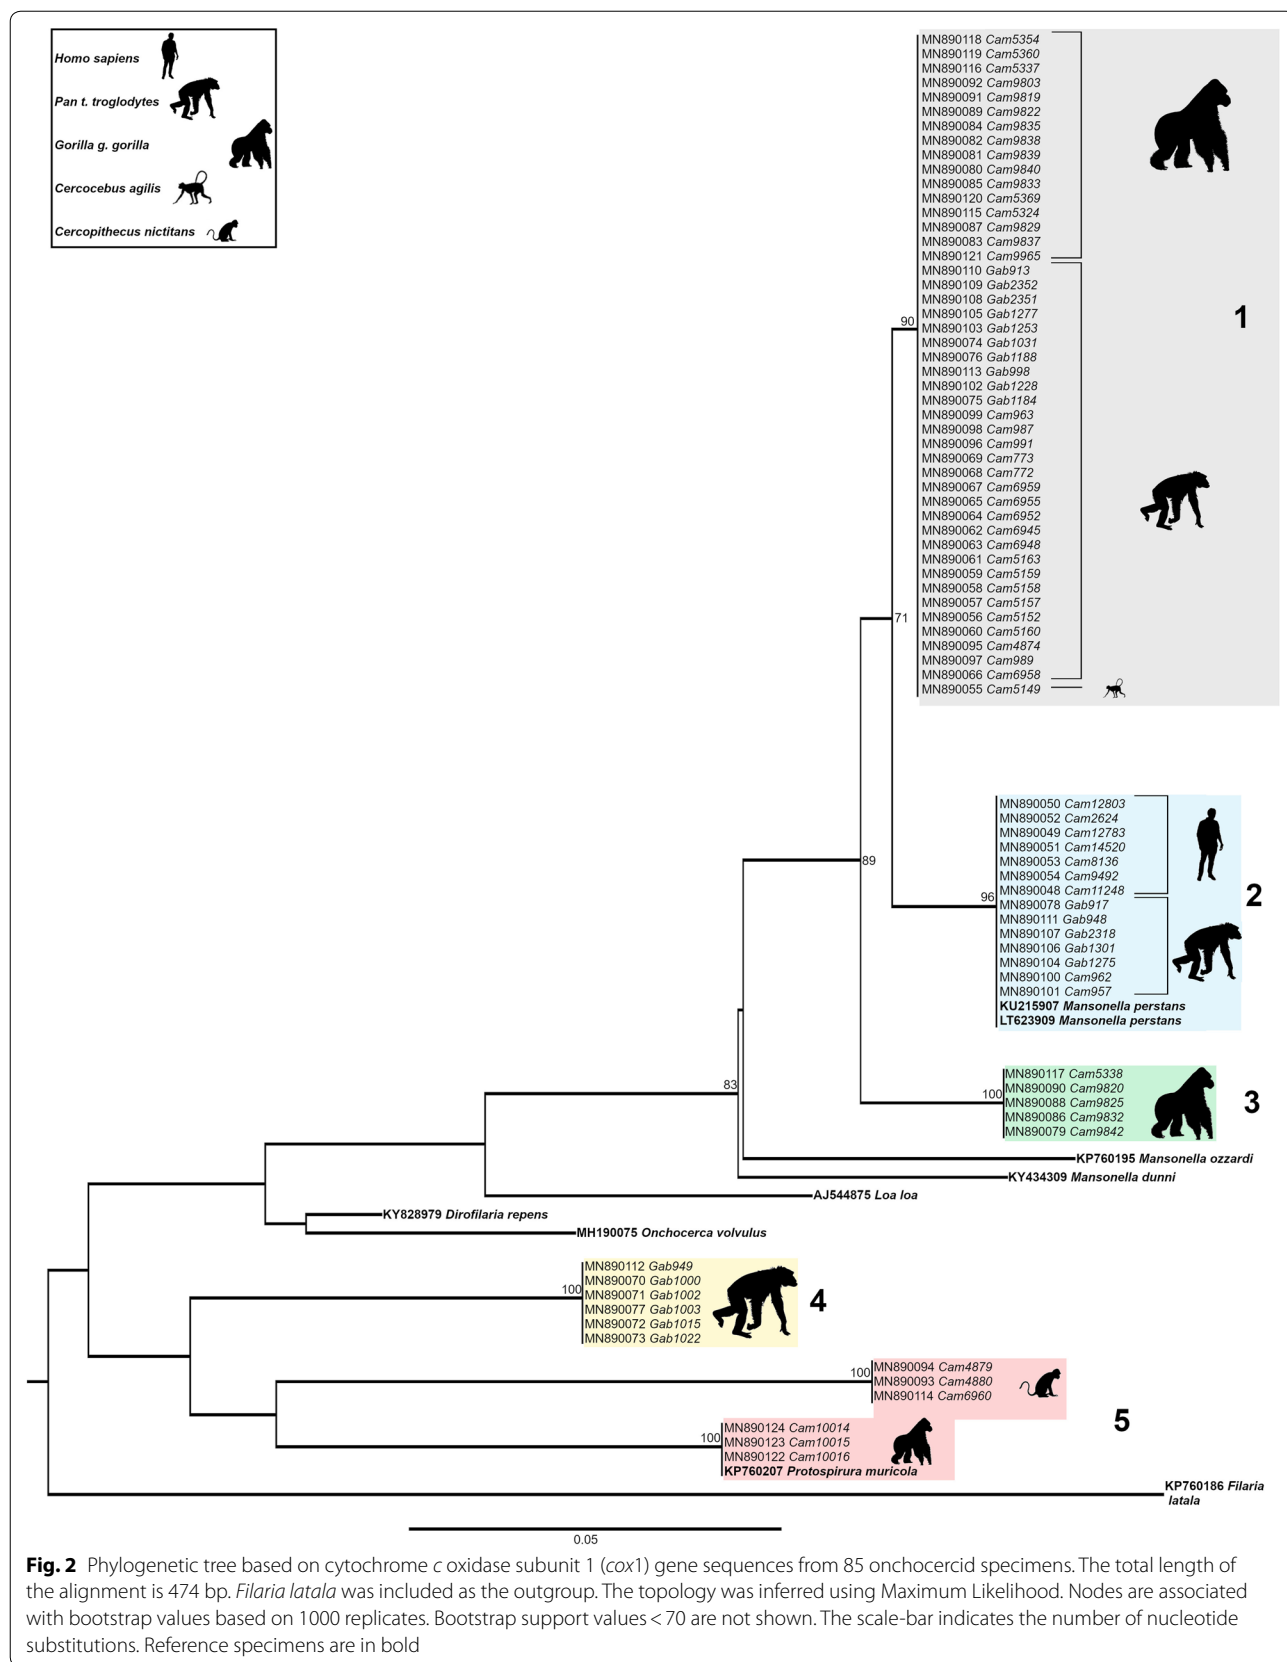 Homo sapiens
Pan t. troglodytes
Gorilla g. gorilla
Cercocebus agilis
Cercopithecus nictitans
MN890118 Cam5354
MN890119 Cam5360
MN890116 Cam5337
MN890092 Cam9803
MN890091 Cam9819
MN890089 Cam9822
MN890084 Cam9835
MN890082 Cam9838
MN890081 Cam9839
MN890080 Cam9840
MN890085 Cam9833
MN890120 Cam5369
MN890115 Cam5324
MN890087 Cam9829
MN890083 Cam9837
MN890121 Cam9965
MN890110 Gab913
MN890109 Gab2352
MN890108 Gab2351
MN890105 Gab1277
MN890103 Gab1253
MN890074 Gab1031
MN890076 Gab1188
MN890113 Gab998
MN890102 Gab1228
MN890075 Gab1184
MN890099 Cam963
MN890098 Cam987
MN890096 Cam991
MN890069 Cam773
MN890068 Cam772
MN890067 Cam6959
MN890065 Cam6955
MN890064 Cam6952
MN890062 Cam6945
MN890063 Cam6948
MN890061 Cam5163
MN890059 Cam5159
MN890058 Cam5158
MN890057 Cam5157
MN890056 Cam5152
MN890060 Cam5160
MN890095 Cam4874
MN890097 Cam989
MN890066 Cam6958
MN890055 Cam5149
1
90
71
89
96
MN890050 Cam12803
MN890052 Cam2624
MN890049 Cam12783
MN890051 Cam14520
MN890053 Cam8136
MN890054 Cam9492
MN890048 Cam11248
MN890078 Gab917
MN890111 Gab948
MN890107 Gab2318
MN890106 Gab1301
MN890104 Gab1275
MN890100 Cam962
MN890101 Cam957
KU215907 Mansonella perstans
LT623909 Mansonella perstans
2
83
100
MN890117 Cam5338
MN890090 Cam9820
MN890088 Cam9825
MN890086 Cam9832
MN890079 Cam9842
3
KP760195 Mansonella ozzardi
KY434309 Mansonella dunni
AJ544875 Loa loa
KY828979 Dirofilaria repens
MH190075 Onchocerca volvulus
100
MN890112 Gab949
MN890070 Gab1000
MN890071 Gab1002
MN890077 Gab1003
MN890072 Gab1015
MN890073 Gab1022
4
100
MN890094 Cam4879
MN890093 Cam4880
MN890114 Cam6960
5
100
MN890124 Cam10014
MN890123 Cam10015
MN890122 Cam10016
KP760207 Protospirura muricola
KP760186 Filaria
latala
0.05
Fig. 2 Phylogenetic tree based on cytochrome c oxidase subunit 1 (cox1) gene sequences from 85 onchocercid specimens. The total length of
the alignment is 474 bp. Filaria latala was included as the outgroup. The topology was inferred using Maximum Likelihood. Nodes are associated
with bootstrap values based on 1000 replicates. Bootstrap support values < 70 are not shown. The scale-bar indicates the number of nucleotide
substitutions. Reference specimens are in bold